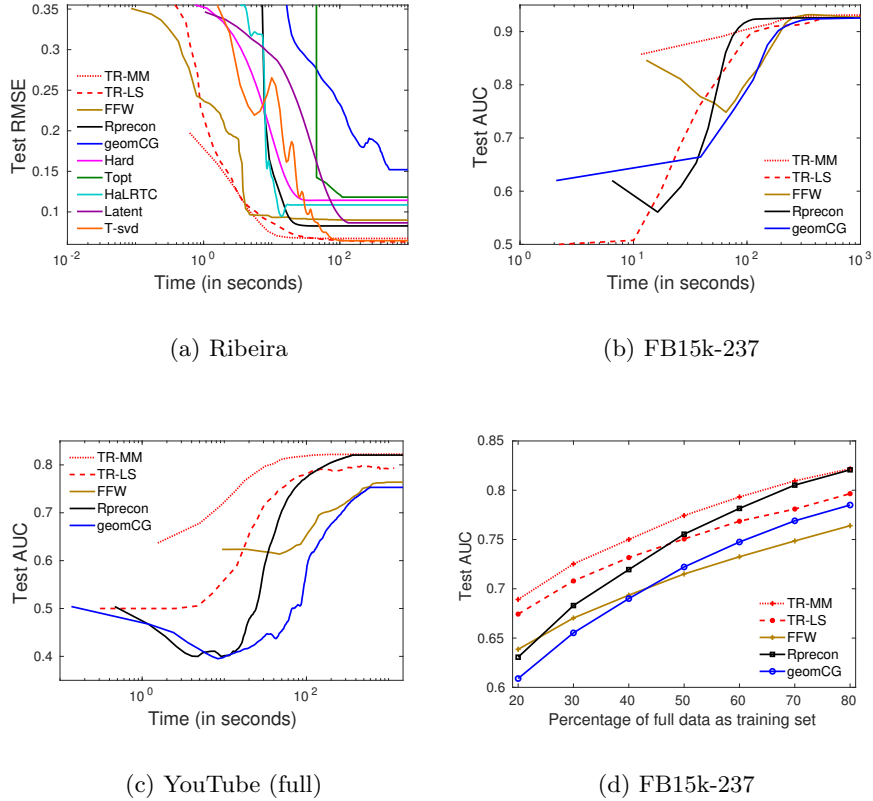 0.35
0.3
0.25
0.2
0.15
0.1
Test RMSE
TR-MM
TR-LS
FFW
Rprecon
geomCG
Hard
Topt
HaLRTC
Latent
T-svd
10^-2
10^0
10^2
Time (in seconds)
(a) Ribeira
0.9
0.8
0.7
0.6
0.5
Test AUC
TR-MM
TR-LS
FFW
Rprecon
geomCG
10^0
10^1
10^2
10^3
Time (in seconds)
(b) FB15k-237
0.8
0.7
0.6
0.5
0.4
Test AUC
TR-MM
TR-LS
FFW
Rprecon
geomCG
10^0
10^2
Time (in seconds)
(c) YouTube (full)
0.85
0.8
0.75
0.7
0.65
0.6
Test AUC
TR-MM
TR-LS
FFW
Rprecon
geomCG
20 30 40 50 60 70 80
Percentage of full data as training set
(d) FB15k-237